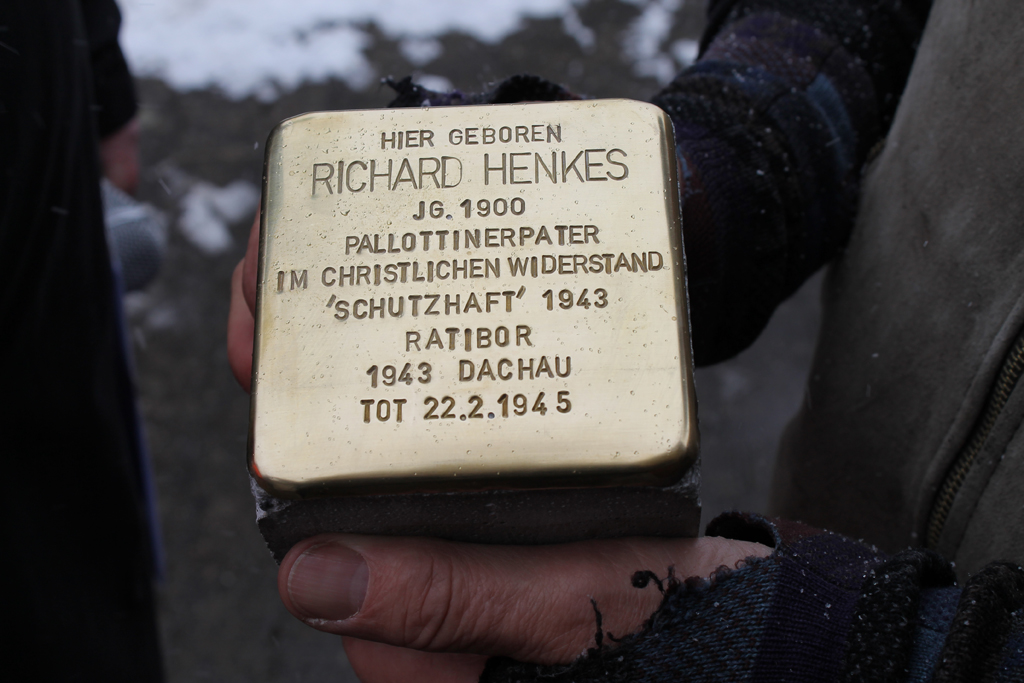 HIER GEBOREN
RICHARD HENKES
JG. 1900
PALLOTTINERPATER
IM CHRISTLICHEN WIDERSTAND
'SCHUTZHAFT' 1943
RATIBOR
1943 DACHAU
TOT 22.2.1945